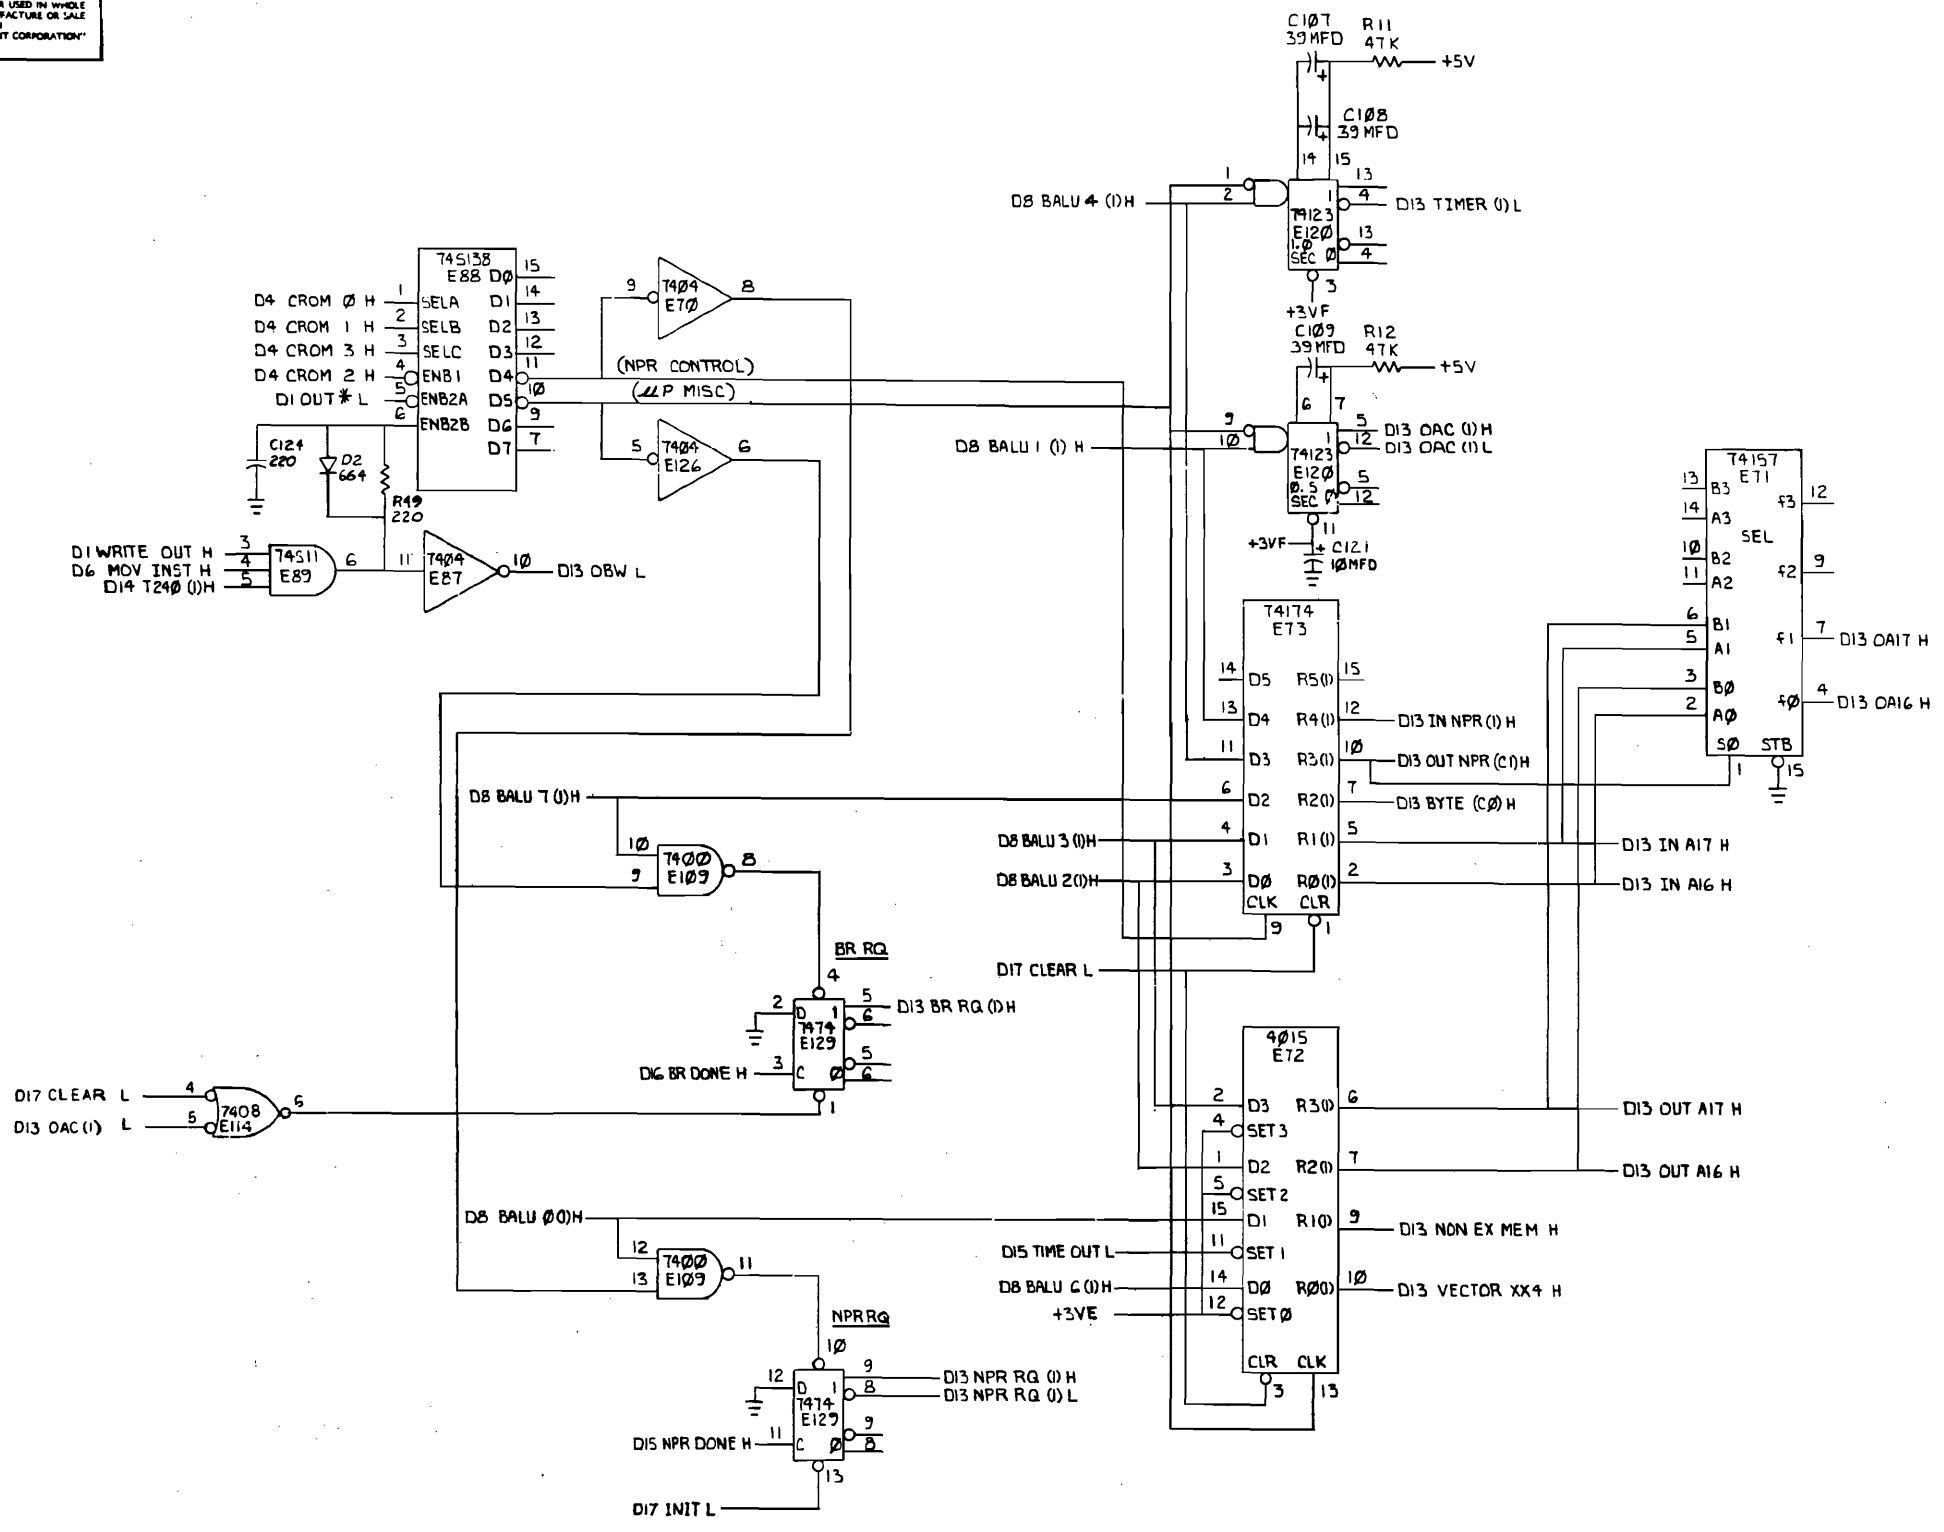 R USED IN WHOLE
FACTURE OR SALE
IT CORPORATION"
C1Ø7
39MFD
R11
47K
+5V
C1Ø8
39MFD
14 15
D8 BALU 4 (1)H
1
2
74123
E12Ø
1.Ø
SEC
1
Ø
13
4
D13 TIMER (1) L
13
4
3
+3VF
C1Ø9
39MFD
R12
47K
+5V
6 7
D8 BALU 1 (1) H
9
1Ø
74123
E12Ø
Ø.5
SEC
1
Ø
5
D13 OAC (1) H
12
D13 OAC (1) L
5
12
11
+3VF
C121
1ØMFD
74S138
E88
D4 CROM Ø H 1 SELA
D4 CROM 1 H 2 SELB
D4 CROM 3 H 3 SELC
D4 CROM 2 H 4 ENB1
D1 OUT * L 5 ENB2A
6 ENB2B
DØ 15
D1 14
D2 13
D3 12
D4 11
D5 1Ø
D6 9
D7 7
(NPR CONTROL)
(µP MISC)
9 7404 E7Ø 8
5 7404 E126 6
C124
220
D2
664
R49
220
D1 WRITE OUT H 3
D6 MOV INST H 4
D14 T24Ø (1)H 5
74S11
E89
6
11
7404
E87
1Ø
D13 OBW L
74157
E71
SEL
13 B3
14 A3
1Ø B2
11 A2
6 B1
5 A1
3 BØ
2 AØ
f3 12
f2 9
f1 7 D13 OA17 H
fØ 4 D13 OA16 H
SØ STB
1 15
74174
E73
14 D5 R5(1) 15
13 D4 R4(1) 12 D13 IN NPR (1) H
11 D3 R3(1) 1Ø D13 OUT NPR (C1)H
D8 BALU 7 (1)H
6 D2 R2(1) 7 D13 BYTE (CØ) H
D8 BALU 3 (1)H 4 D1 R1(1) 5 D13 IN A17 H
D8 BALU 2(1)H 3 DØ RØ(1) 2 D13 IN A16 H
CLK CLR
9 1
D17 CLEAR L
1Ø
9
74ØØ
E1Ø9
8
BR RQ
4
2 D 1 5 D13 BR RQ (1)H
6
7474
E129
D16 BR DONE H 3 C Ø 5
6
1
D17 CLEAR L 4
D13 OAC(1) L 5
7408
E114
6
4Ø15
E72
2 D3 R3(1) 6 D13 OUT A17 H
4 SET 3
1 D2 R2(1) 7 D13 OUT A16 H
5 SET 2
D8 BALU Ø (1)H
15 D1 R1(1) 9 D13 NON EX MEM H
D15 TIME OUT L 11 SET 1
D8 BALU 6 (1)H 14 DØ RØ(1) 1Ø D13 VECTOR XX4 H
+3VE 12 SETØ
CLR CLK
3 13
12
13
74ØØ
E1Ø9
11
NPR RQ
1Ø
12 D 1 9 D13 NPR RQ (1) H
8 D13 NPR RQ (1) L
7474
E129
D15 NPR DONE H 11 C Ø 9
8
13
D17 INIT L